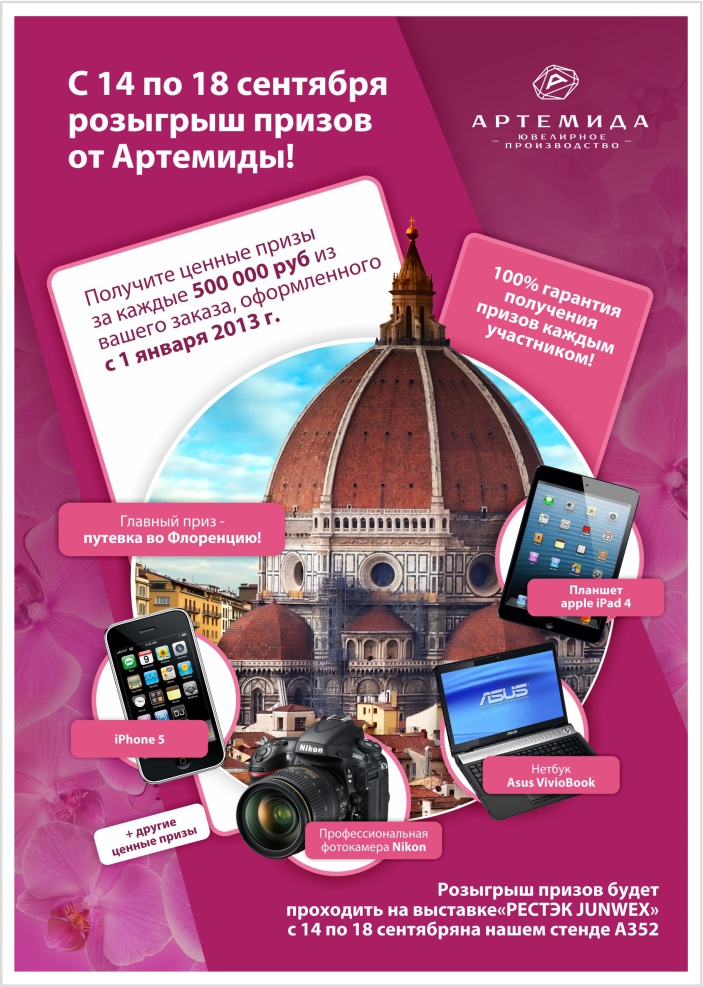 С 14 по 18 сентября
розыгрыш призов
от Артемиды!
АРТЕМИДА
ЮВЕЛИРНОЕ
ПРОИЗВОДСТВО
Получите ценные призы
за каждые 500 000 руб из
вашего заказа, оформленного
с 1 января 2013 г.
100% гарантия
получения
призов каждым
участником!
Главный приз -
путевка во Флоренцию!
Планшет
apple iPad 4
iPhone 5
ASUS
Нетбук
Asus VivioBook
Nikon
Профессиональная
фотокамера Nikon
+ другие
ценные призы
Розыгрыш призов будет
проходить на выставке«РЕСТЭК JUNWEX»
с 14 по 18 сентябряна нашем стенде А352